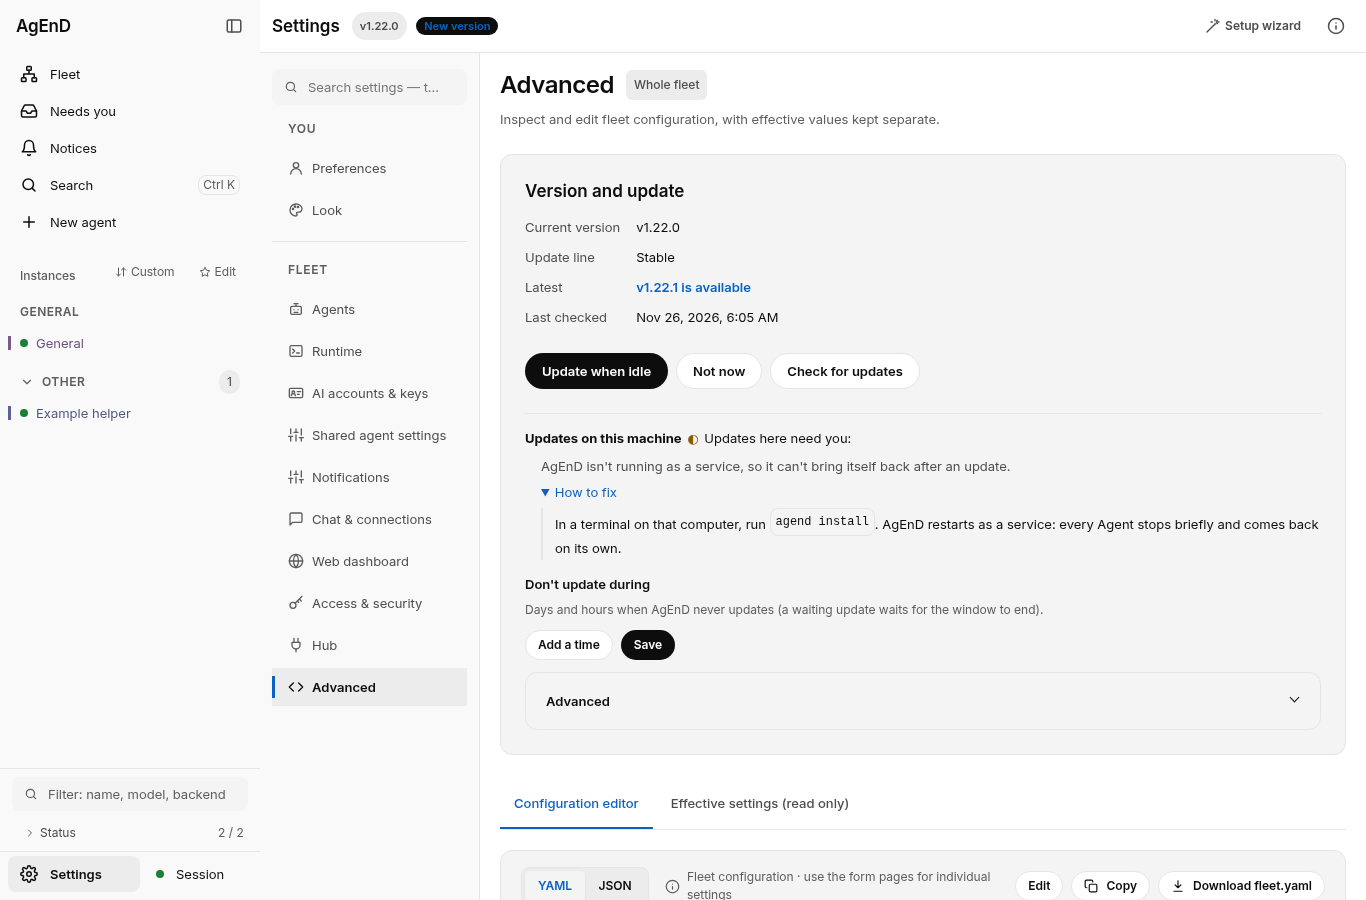 AgEnD
Fleet
Needs you
Notices
Search
Ctrl K
New agent
Instances
Custom
Edit
GENERAL
General
OTHER
1
Example helper
Filter: name, model, backend
Status
2 / 2
Settings
Session
Settings
v1.22.0
New version
Setup wizard
Search settings — t...
YOU
Preferences
Look
FLEET
Agents
Runtime
AI accounts & keys
Shared agent settings
Notifications
Chat & connections
Web dashboard
Access & security
Hub
Advanced
Advanced
Whole fleet
Inspect and edit fleet configuration, with effective values kept separate.
Version and update
Current version v1.22.0
Update line Stable
Latest v1.22.1 is available
Last checked Nov 26, 2026, 6:05 AM
Update when idle
Not now
Check for updates
Updates on this machine Updates here need you:
AgEnD isn't running as a service, so it can't bring itself back after an update.
How to fix
In a terminal on that computer, run agend install. AgEnD restarts as a service: every Agent stops briefly and comes back
on its own.
Don't update during
Days and hours when AgEnD never updates (a waiting update waits for the window to end).
Add a time
Save
Advanced
Configuration editor
Effective settings (read only)
YAML
JSON
Fleet configuration · use the form pages for individual
settings
Edit
Copy
Download fleet.yaml